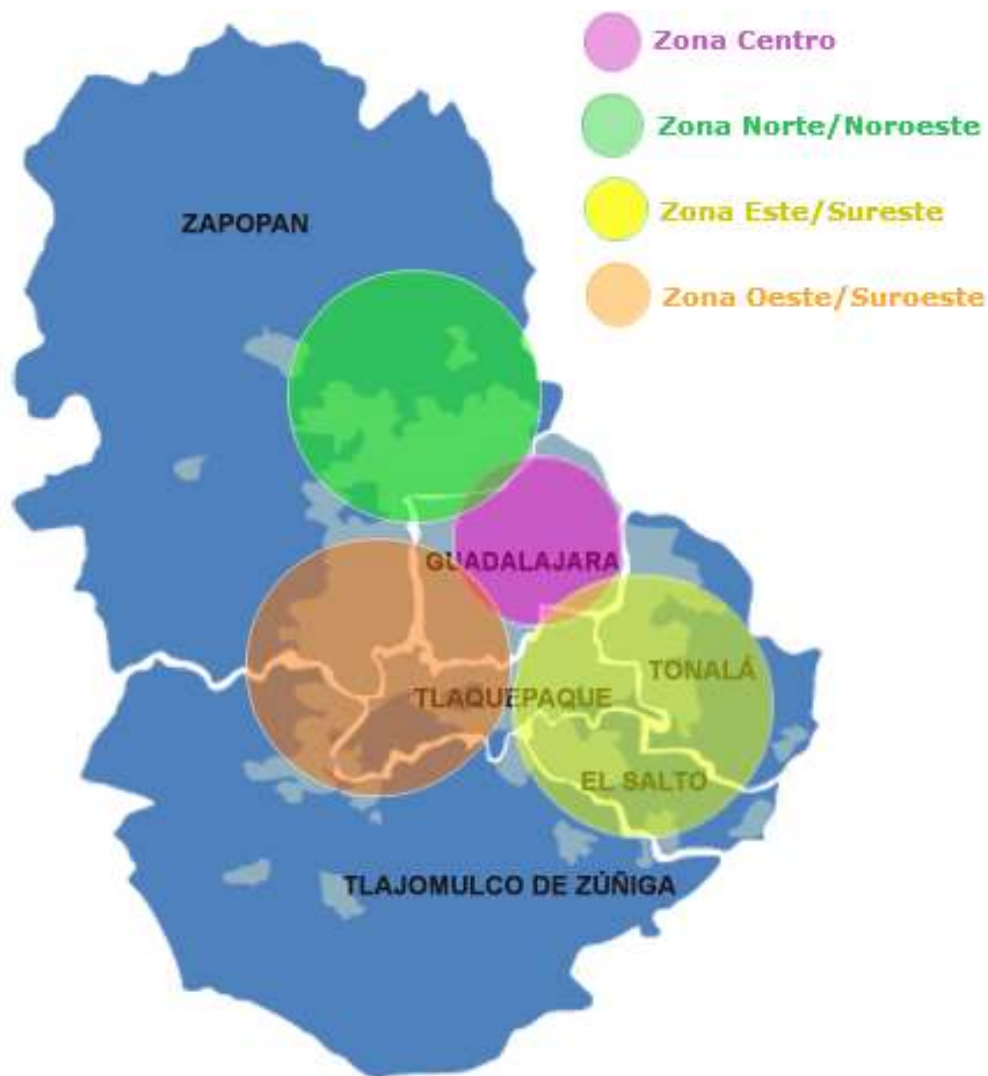 Zona Centro
Zona Norte/Noroeste
Zona Este/Sureste
ZAPOPAN
Zona Oeste/Suroeste
GUADALAJARA
TONALÁ
TLAQUEPAQUE
EL SALTO
TLAJOMULCO DE ZÚÑIGA